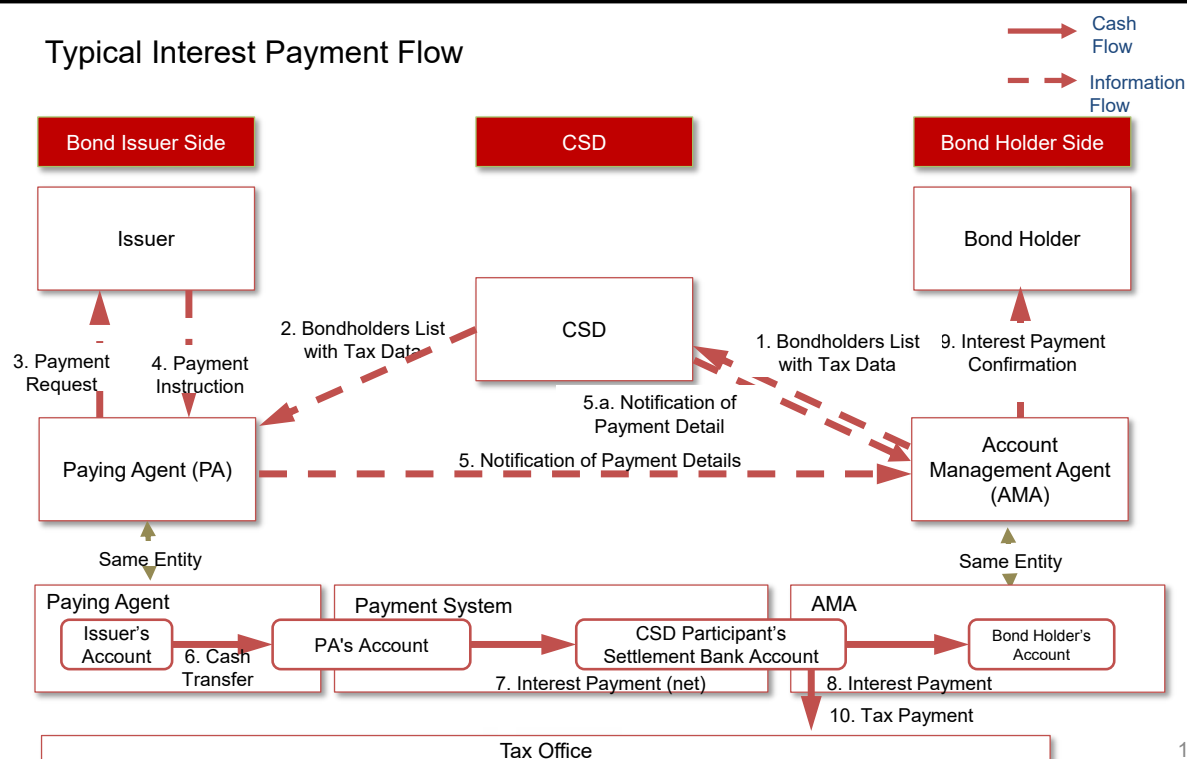 Typical Interest Payment Flow
Cash
Flow
Information
Flow
Bond Issuer Side
CSD
Bond Holder Side
Issuer
Bond Holder
CSD
2. Bondholders List
with Tax Data
1. Bondholders List
with Tax Data
9. Interest Payment
Confirmation
3. Payment
Request
4. Payment
Instruction
5.a. Notification of
Payment Detail
Paying Agent (PA)
5. Notification of Payment Details
Account
Management Agent
(AMA)
Same Entity
Same Entity
Paying Agent
Payment System
AMA
Issuer's
Account
6. Cash
Transfer
PA's Account
CSD Participant's
Settlement Bank Account
Bond Holder's
Account
7. Interest Payment (net)
8. Interest Payment
10. Tax Payment
Tax Office
1